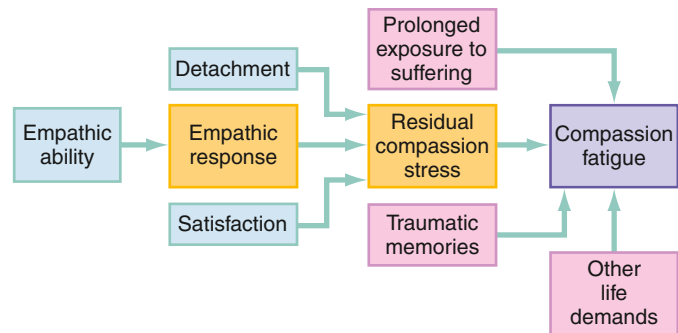 Prolonged
exposure to
suffering
Detachment
Empathic
ability
Empathic
response
Residual
compassion
stress
Compassion
fatigue
Satisfaction
Traumatic
memories
Other
life
demands